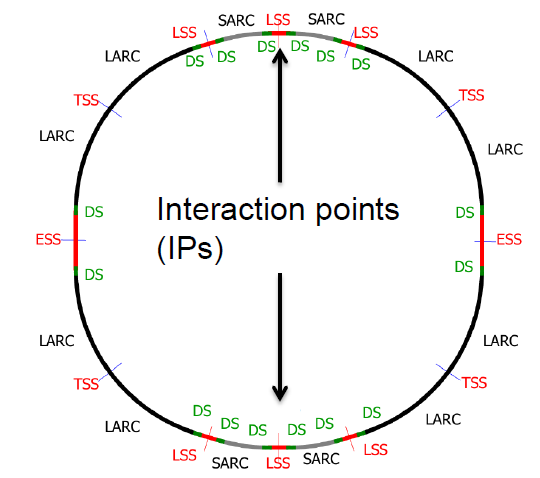 SARC LSS SARC
LSS LSS
DS DS DS DS DS DS
LARC LARC
TSS TSS
LARC LARC
Interaction points
(IPs)
DS DS
ESS ESS
DS DS
LARC LARC
TSS TSS
LARC LARC
DS DS DS DS DS DS
LSS SARC LSS SARC LSS